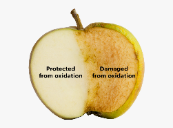 Protected
from oxidation
Damaged
from oxidation